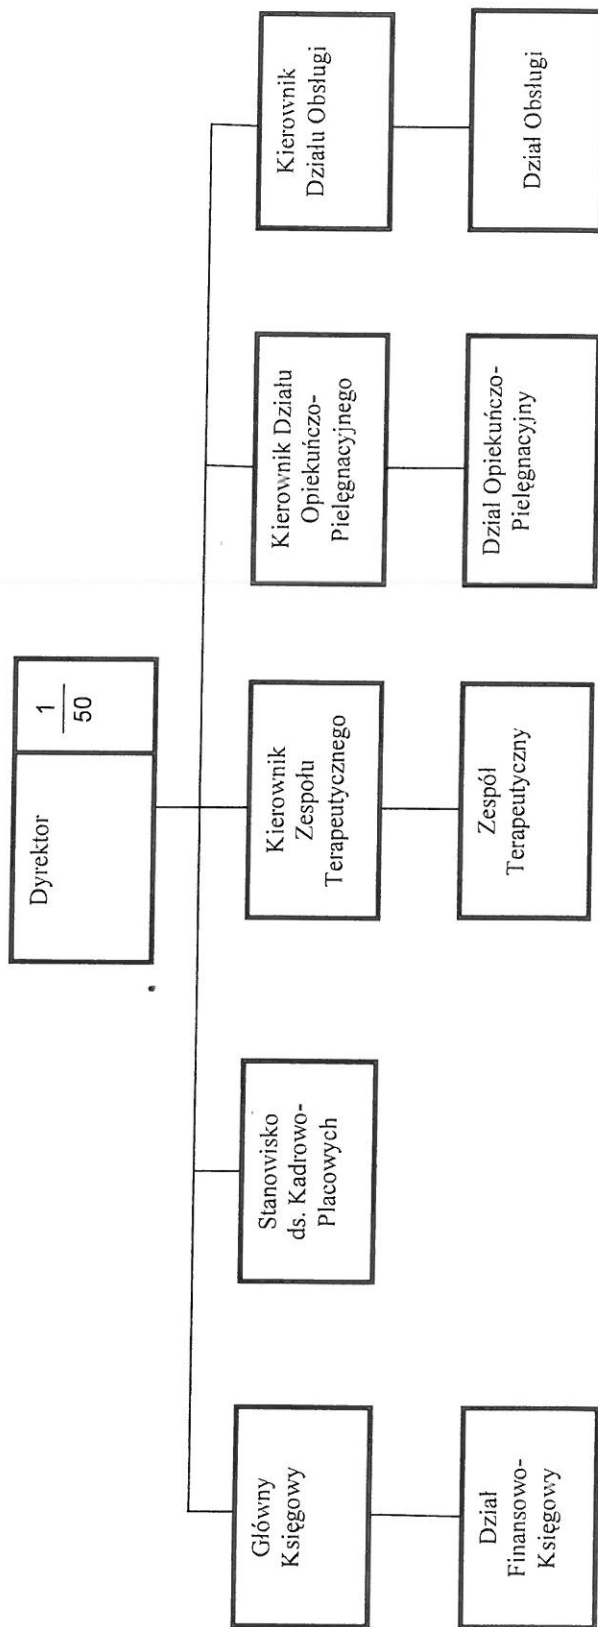 Dyrektor
1
50
Główny
Księgowy
Stanowisko
ds. Kadrowo-
Placowych
Kierownik
Zespołu
Terapeutycznego
Kierownik Działu
Opiekuńczo-
Pielęgnacyjnego
Kierownik
Działu Obsługi
Dział
Finansowo-
Księgowy
Zespół
Terapeutyczny
Dział Opiekuńczo-
Pielęgnacyjny
Dział Obsługi